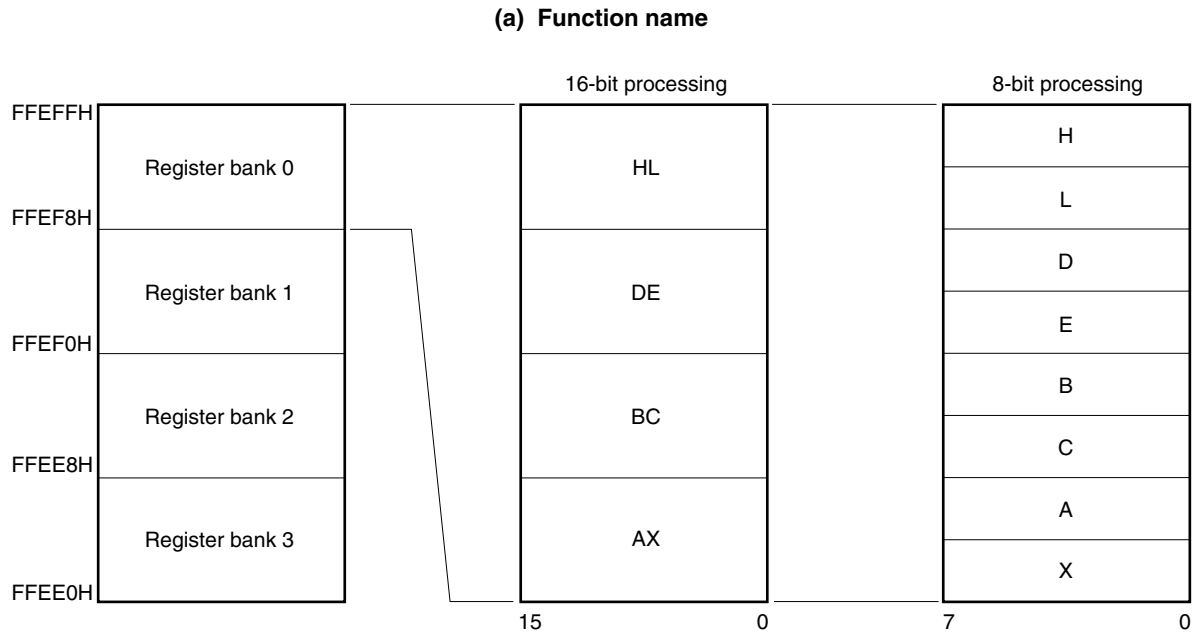 (a) Function name
16-bit processing
8-bit processing
FFEFFH
Register bank 0
HL
H
L
FFEF8H
Register bank 1
DE
D
E
FFEF0H
Register bank 2
BC
B
C
FFEE8H
Register bank 3
AX
A
X
FFEE0H
15 0
7 0